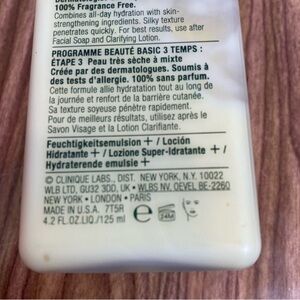 100% Fragrance Free.
Combines all-day hydration with skin-
strengthening ingredients. Silky texture
penetrates quickly. For best results, use after
Facial Soap and Clarifying Lotion.
PROGRAMME BEAUTÉ BASIC 3 TEMPS :
ÉTAPE 3 Peau très sèche à mixte
Créée par des dermatologues. Soumis à
des tests d'allergie. 100% sans parfum.
Cette formule allie hydratation tout au long
de la journée et renfort de la barrière cutanée.
Sa texture soyeuse pénètre rapidement.
Pour de meilleurs résultats, utilisez après le
Savon Visage et la Lotion Clarifiante.
Feuchtigkeitsemulsion + / Loción
Hidratante + / Lozione Super-Idratante + /
Hydraterende emulsie +
© CLINIQUE LABS., DIST. NEW YORK, N.Y. 10022
WLB LTD, GU32 3DD, UK • WLBS NV, OEVEL BE-2260
NEW YORK • LONDON • PARIS
MADE IN U.S.A. 7T5R
4.2 FL.OZ.LIQ./125 ml
24M